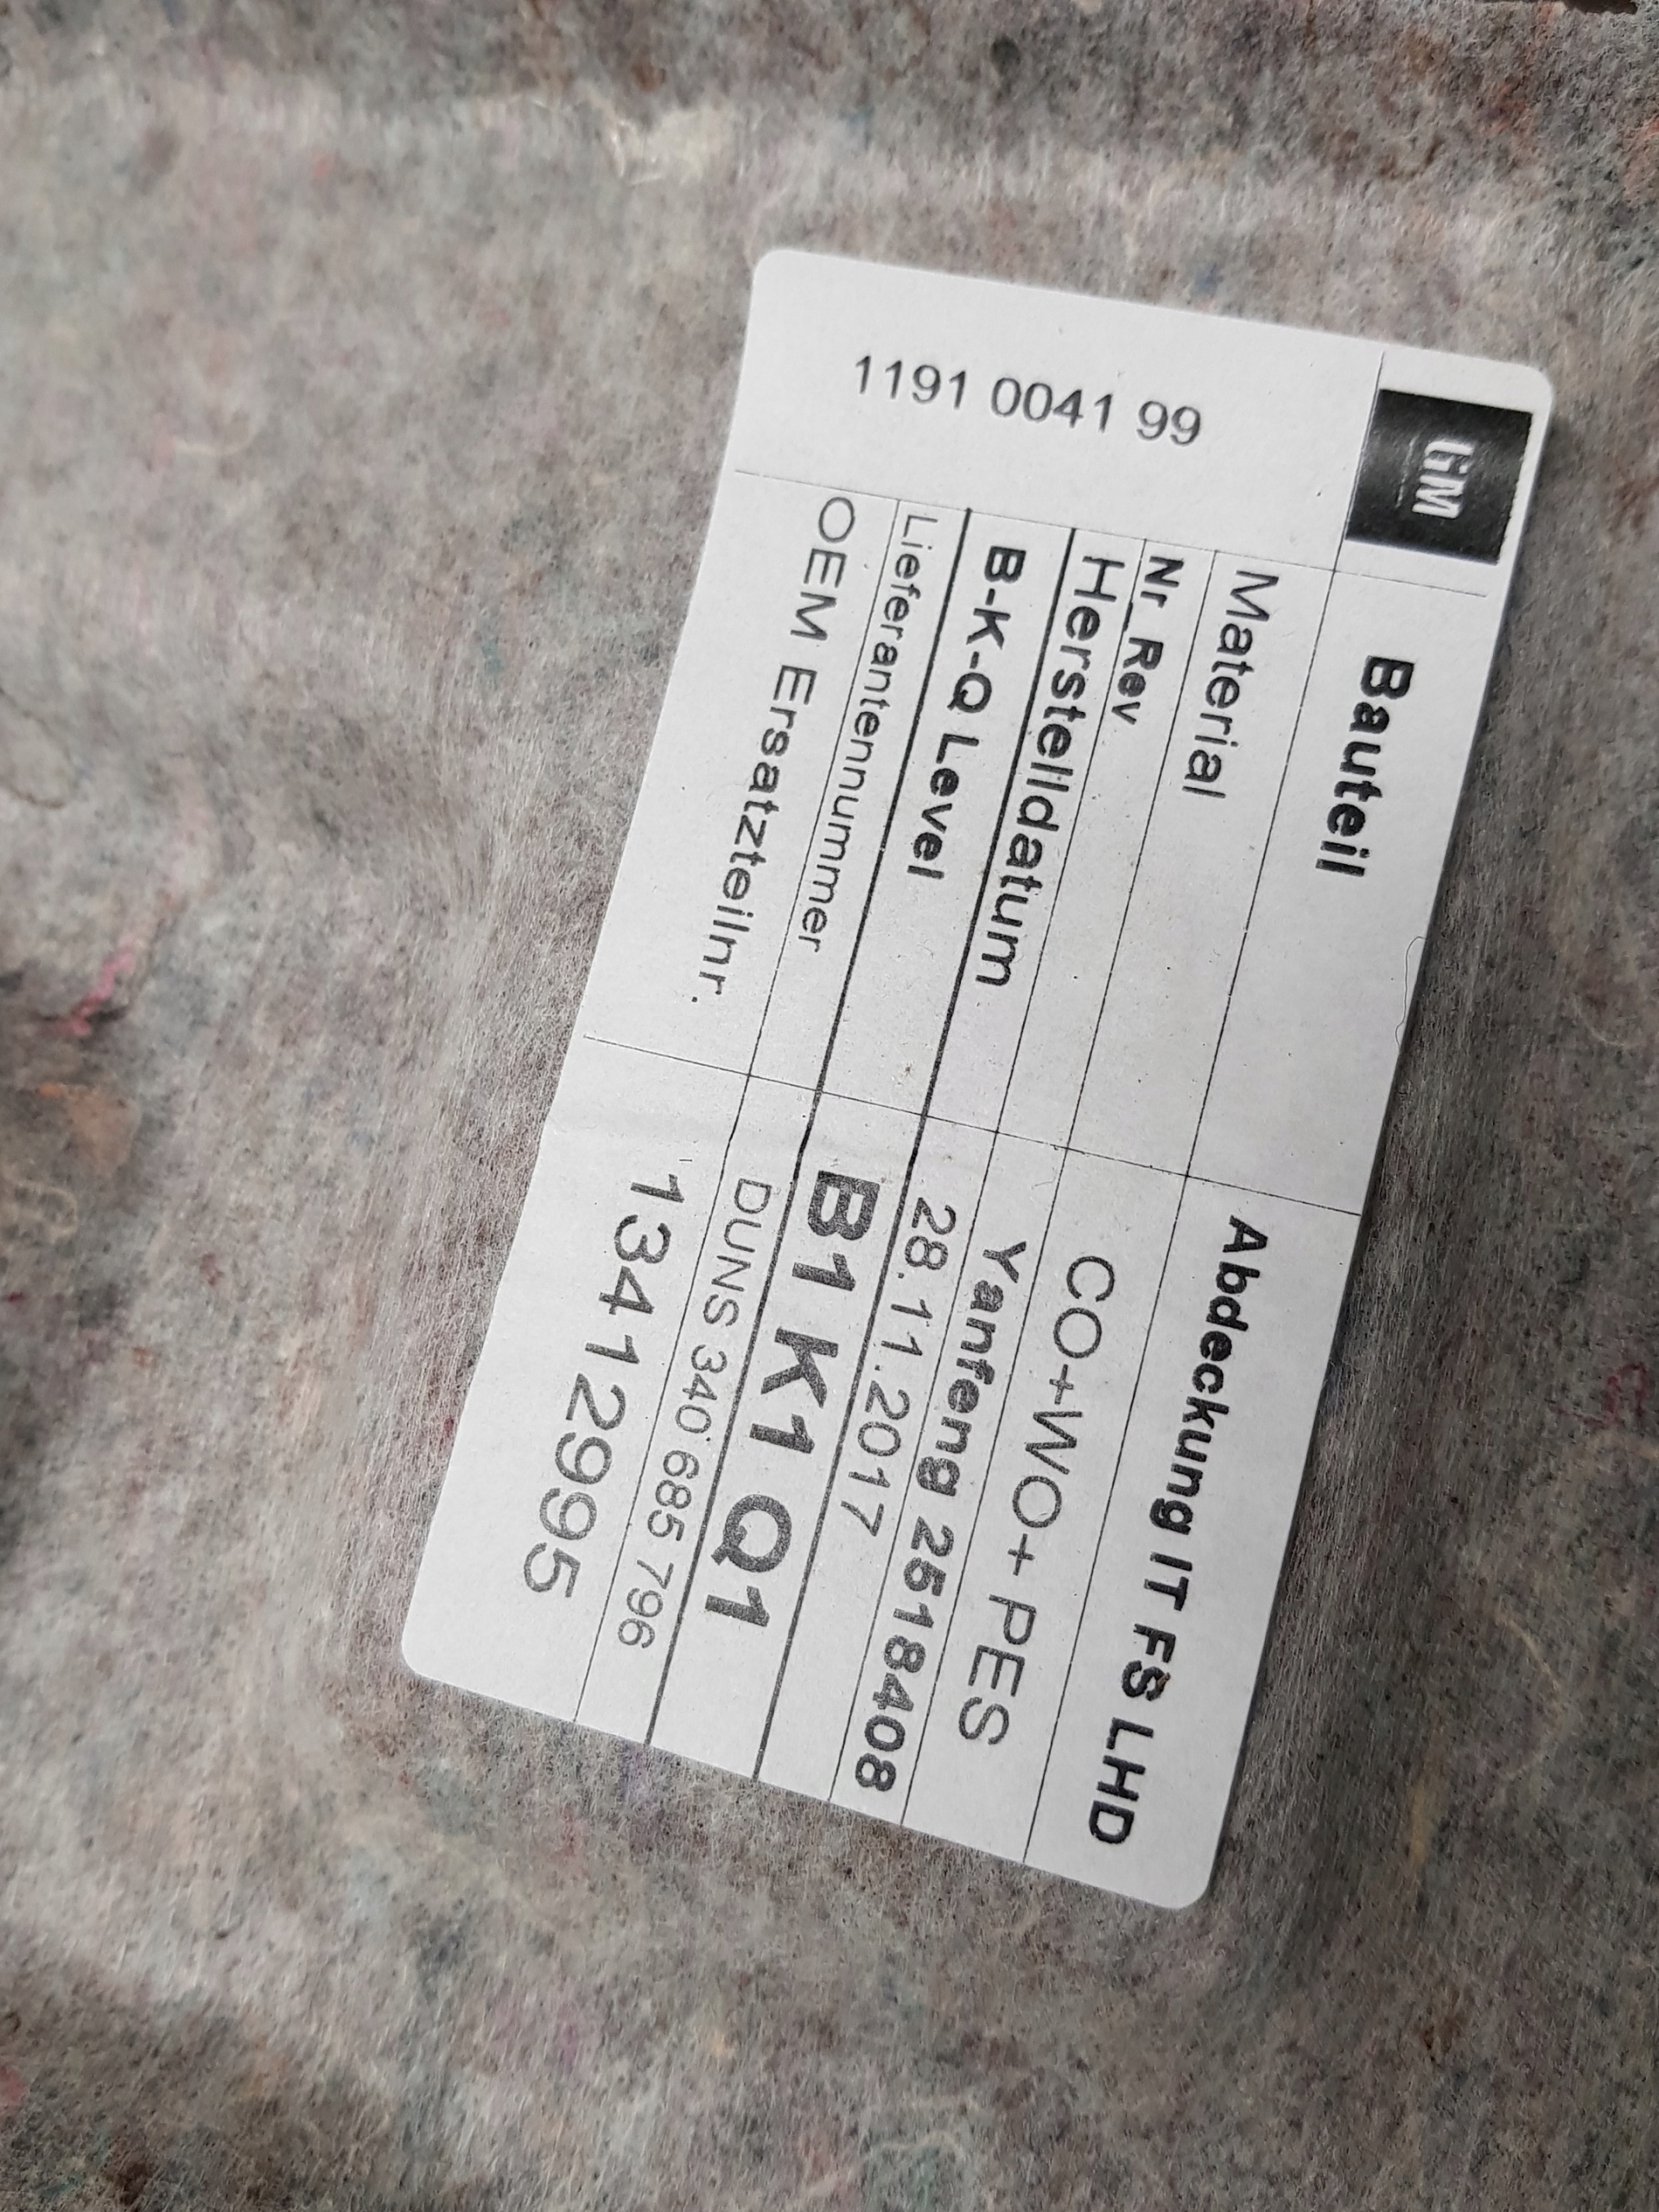 GM
Bauteil Abdeckung IT FS LHD
Material CO+WO+ PES
Nr. Rev Yanfeng 2518408
Herstelldatum 28.11.2017
B-K-Q Level B1 K1 Q1
Lieferantennummer DUNS 340 685 796
OEM Ersatzteilnr. 13412995
1191 0041 99